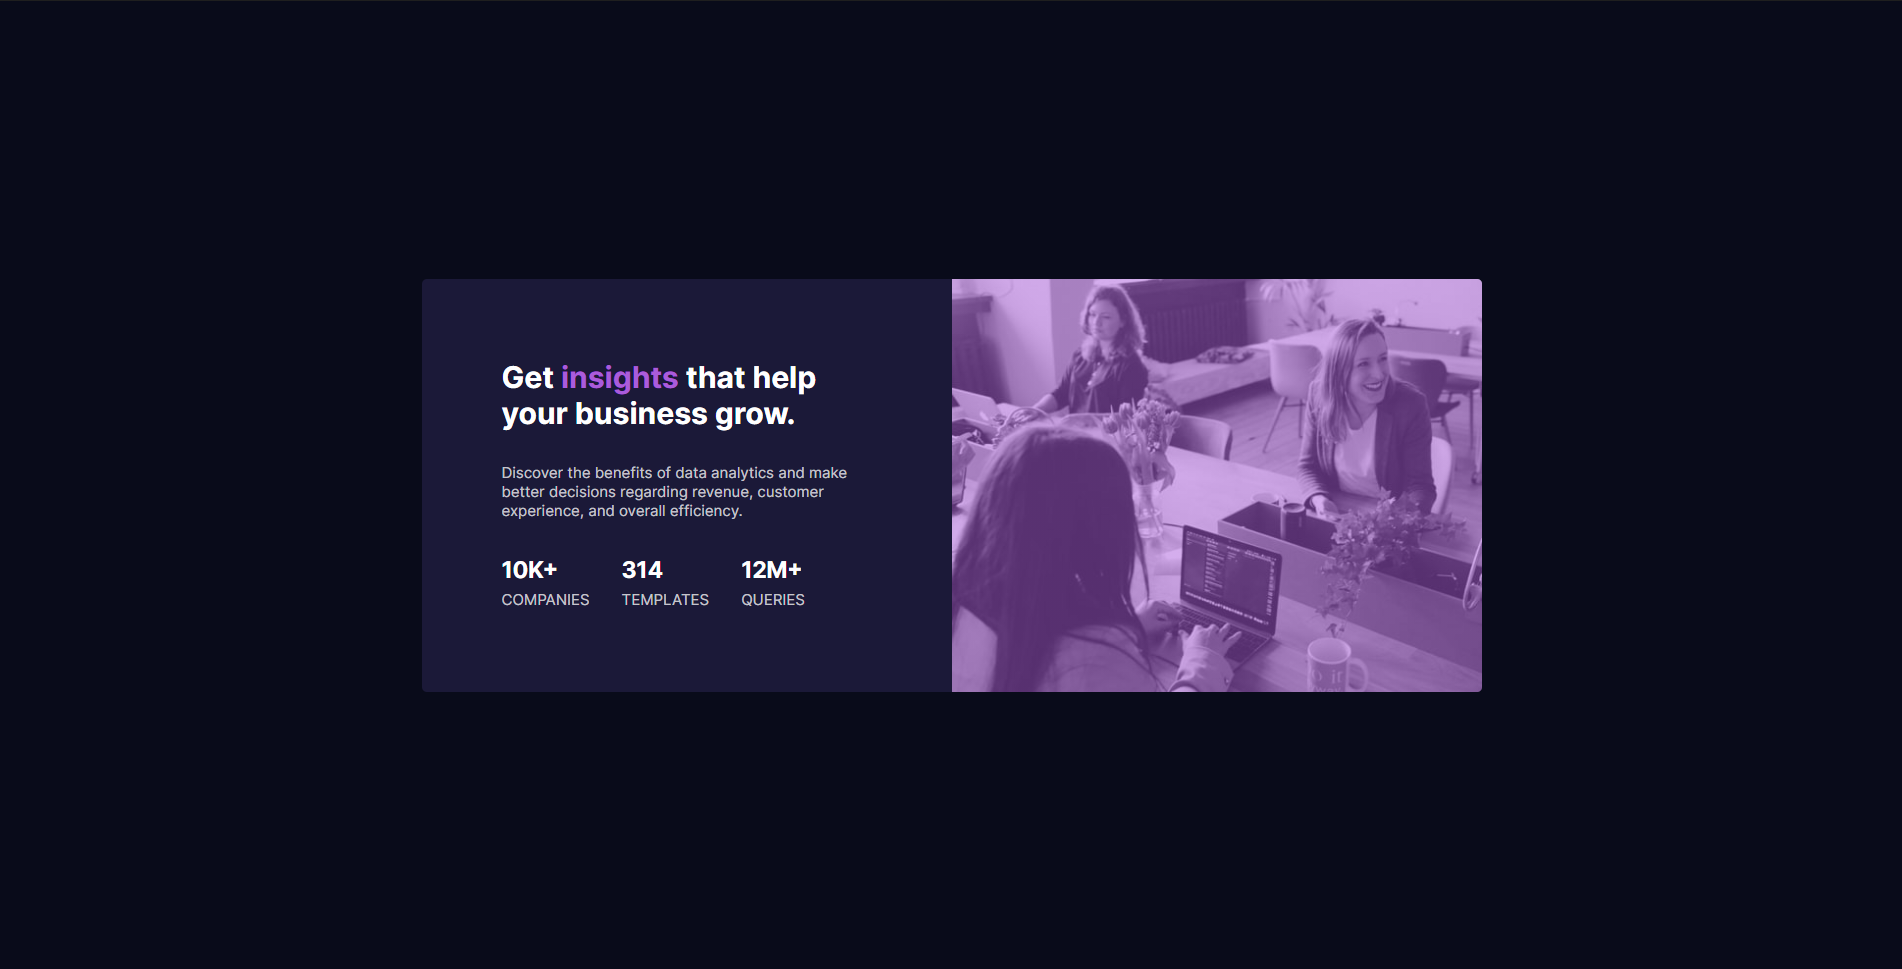 Get insights that help
your business grow.
Discover the benefits of data analytics and make
better decisions regarding revenue, customer
experience, and overall efficiency.
10K+ 314 12M+
COMPANIES TEMPLATES QUERIES